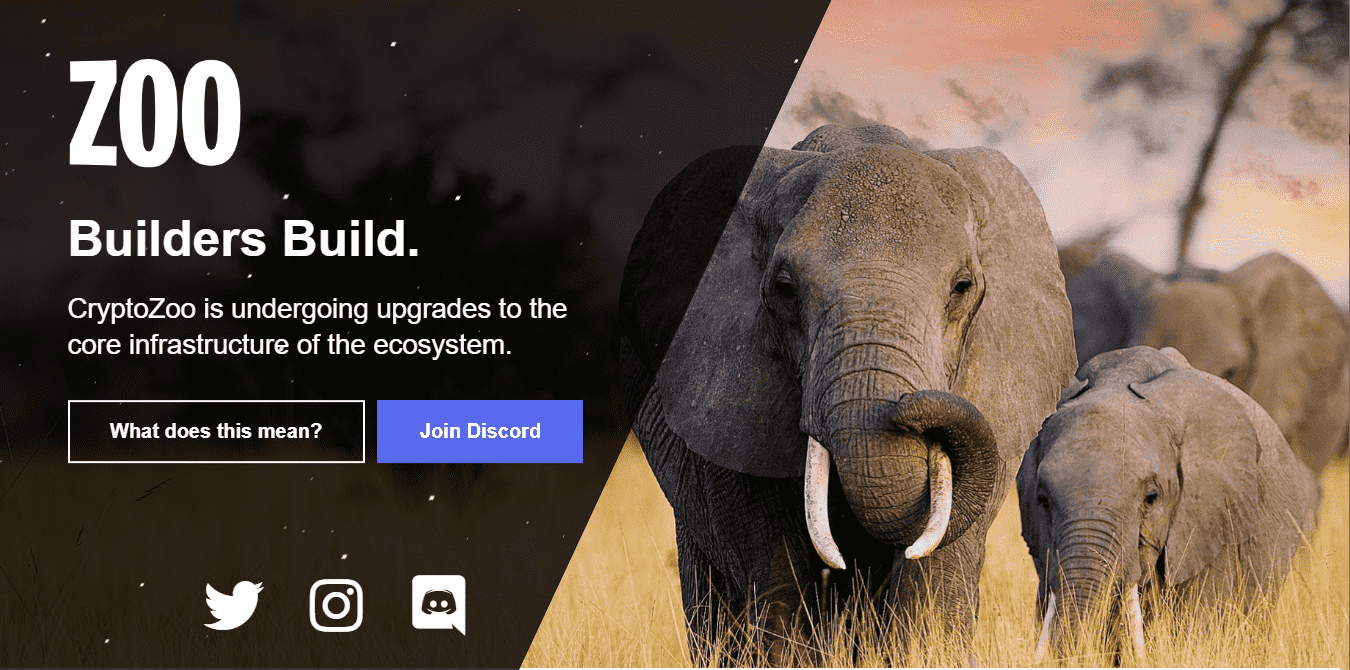 ZOO
Builders Build.
CryptoZoo is undergoing upgrades to the
core infrastructure of the ecosystem.
What does this mean?
Join Discord